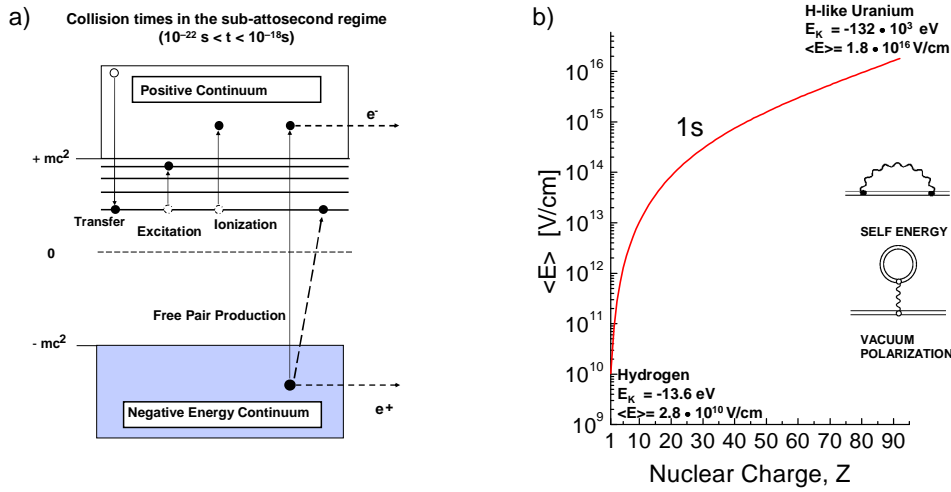 a)
Collision times in the sub-attosecond regime
(10⁻²² s < t < 10⁻¹⁸s)
Positive Continuum
e⁻
+ mc²
Transfer
Excitation
Ionization
0
Free Pair Production
- mc²
Negative Energy Continuum
e+
b)
H-like Uranium
E_K = -132 • 10³ eV
<E>= 1.8 • 10¹⁶ V/cm
10¹⁶
10¹⁵
10¹⁴
10¹³
10¹²
10¹¹
10¹⁰
10⁹
<E> [V/cm]
1s
SELF ENERGY
VACUUM
POLARIZATION
Hydrogen
E_K = -13.6 eV
<E>= 2.8 • 10¹⁰ V/cm
1 10 20 30 40 50 60 70 80 90
Nuclear Charge, Z